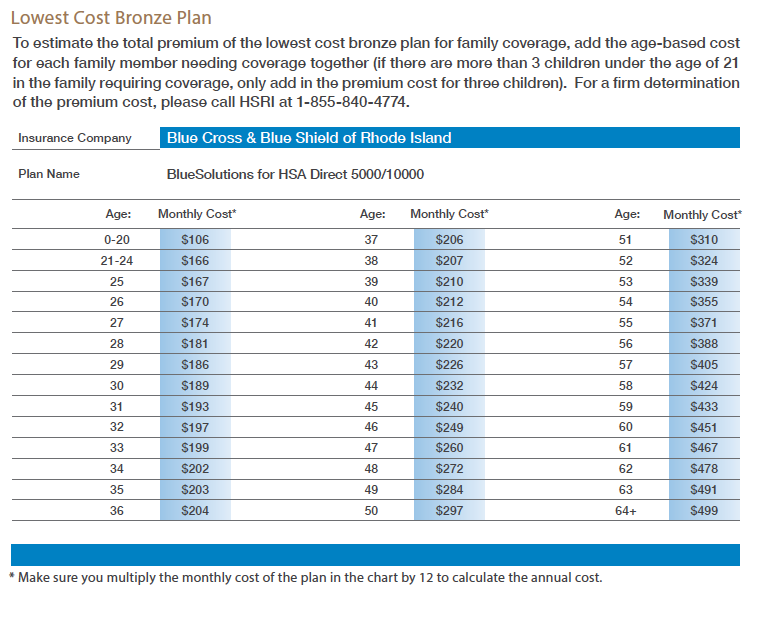 Lowest Cost Bronze Plan
To estimate the total premium of the lowest cost bronze plan for family coverage, add the age-based cost
for each family member needing coverage together (if there are more than 3 children under the age of 21
in the family requiring coverage, only add in the premium cost for three children). For a firm determination
of the premium cost, please call HSRI at 1-855-840-4774.
Insurance Company Blue Cross & Blue Shield of Rhode Island
Plan Name BlueSolutions for HSA Direct 5000/10000
Age: Monthly Cost* Age: Monthly Cost* Age: Monthly Cost*
0-20 $106 37 $206 51 $310
21-24 $166 38 $207 52 $324
25 $167 39 $210 53 $339
26 $170 40 $212 54 $355
27 $174 41 $216 55 $371
28 $181 42 $220 56 $388
29 $186 43 $226 57 $405
30 $189 44 $232 58 $424
31 $193 45 $240 59 $433
32 $197 46 $249 60 $451
33 $199 47 $260 61 $467
34 $202 48 $272 62 $478
35 $203 49 $284 63 $491
36 $204 50 $297 64+ $499
* Make sure you multiply the monthly cost of the plan in the chart by 12 to calculate the annual cost.